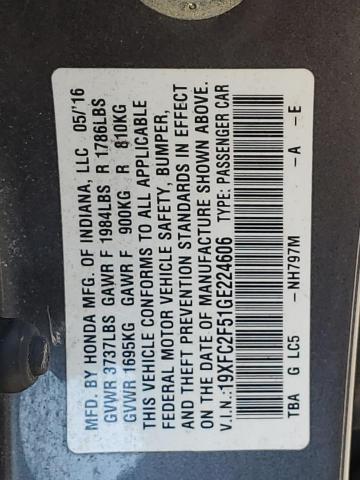 MFD. BY HONDA MFG. OF INDIANA, LLC 05/16
GVWR 3737LBS GAWR F 1984LBS R 1786LBS
GVWR 1695KG GAWR F 900KG R 810KG
THIS VEHICLE CONFORMS TO ALL APPLICABLE
FEDERAL MOTOR VEHICLE SAFETY, BUMPER,
AND THEFT PREVENTION STANDARDS IN EFFECT
ON THE DATE OF MANUFACTURE SHOWN ABOVE.
V.I.N.:19XFC2F51GE224606 TYPE: PASSENGER CAR
TBA G LC5 -NH797M -A -E